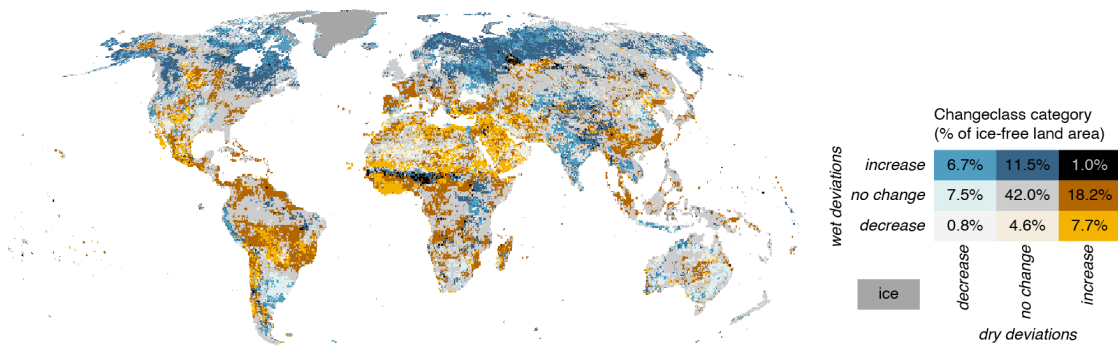 Changeclass category
(% of ice-free land area)
wet deviations
increase 6.7% 11.5% 1.0%
no change 7.5% 42.0% 18.2%
decrease 0.8% 4.6% 7.7%
ice
decrease
no change
increase
dry deviations